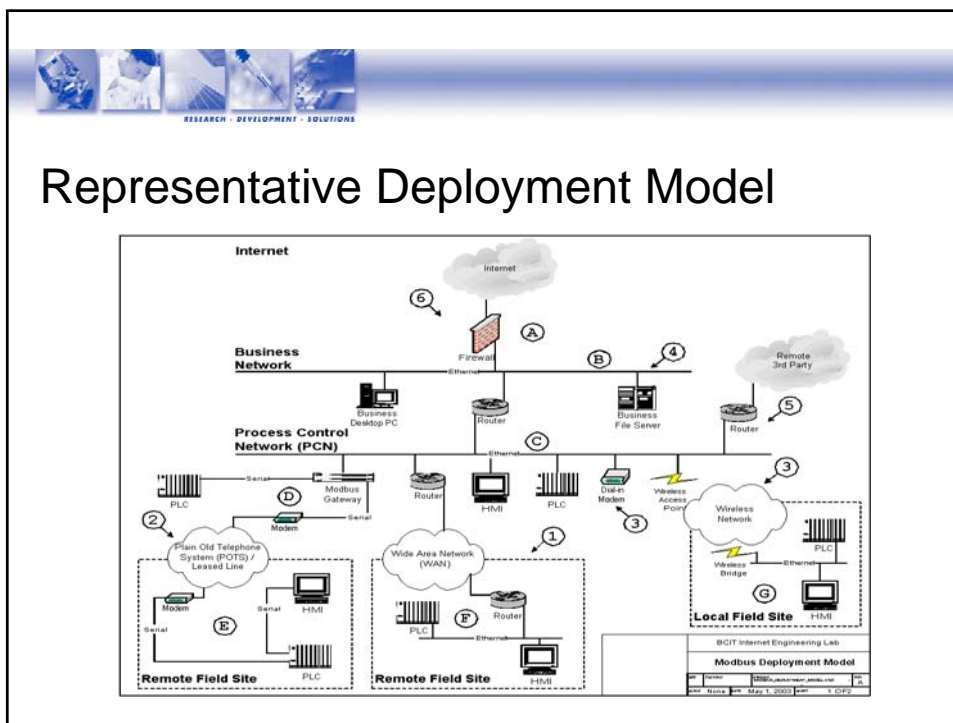 RESEARCH - DEVELOPMENT - SOLUTIONS
Representative Deployment Model
Internet
Internet
6
A
Firewall
Business
Network
Ethernet
B
4
Remote
3rd Party
Business
Desktop PC
Router
Business
File Server
Router
5
Process Control
Network (PCN)
Ethernet
C
PLC
Serial
D
Modbus
Gateway
Serial
Modem
Router
HMI
PLC
Dial-in
Modem
3
Wireless
Access
Point
3
Wireless
Network
PLC
Wireless
Bridge
Ethernet
G
HMI
Local Field Site
2
Plain Old Telephone
System (POTS) /
Leased Line
Modem
Serial
E
Serial
HMI
PLC
Remote Field Site
1
Wide Area Network
(WAN)
PLC
F
Router
Ethernet
HMI
Remote Field Site
BCIT Internet Engineering Lab
Modbus Deployment Model
A
None
May 1, 2003
1 OF2